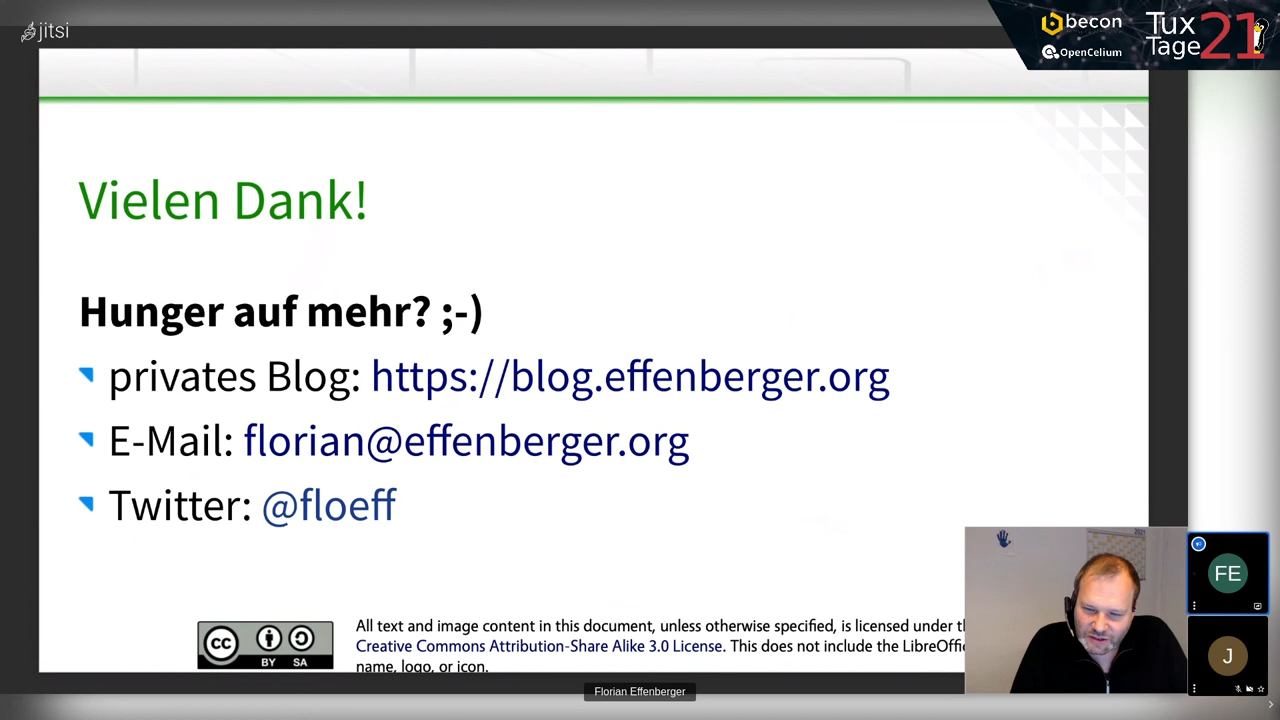 jitsi
becon
OpenCelium
Tux
Tage
21
Vielen Dank!
Hunger auf mehr? ;-)
privates Blog: https://blog.effenberger.org
E-Mail: florian@effenberger.org
Twitter: @floeff
cc
BY SA
All text and image content in this document, unless otherwise specified, is licensed under
Creative Commons Attribution-Share Alike 3.0 License. This does not include the
name, logo, or icon.
2021
FE
J
Florian Effenberger